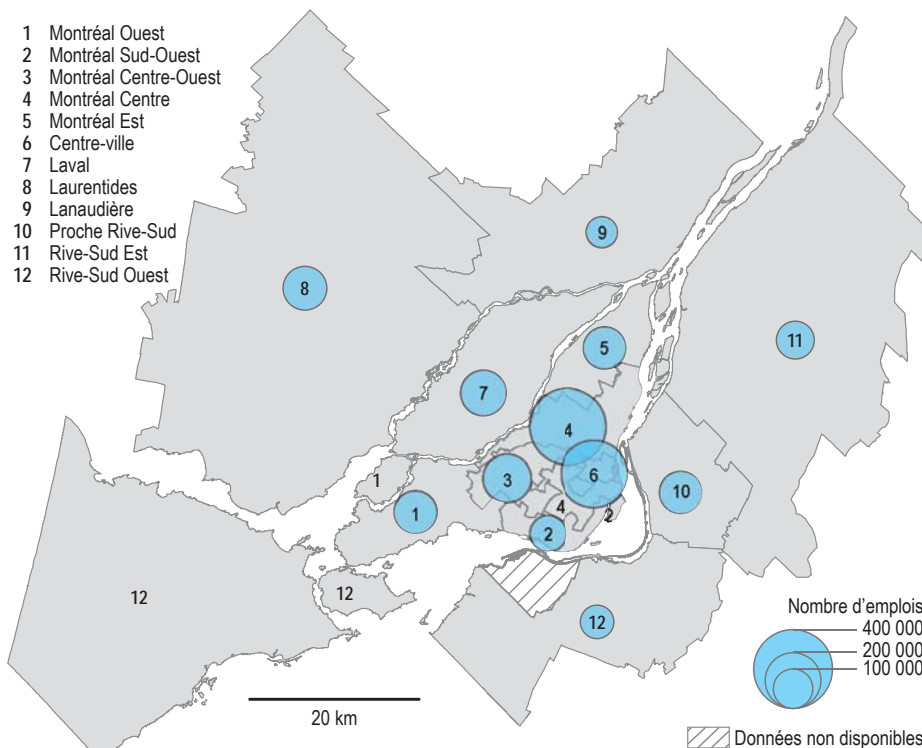 1 Montréal Ouest
2 Montréal Sud-Ouest
3 Montréal Centre-Ouest
4 Montréal Centre
5 Montréal Est
6 Centre-ville
7 Laval
8 Laurentides
9 Lanaudière
10 Proche Rive-Sud
11 Rive-Sud Est
12 Rive-Sud Ouest
9
8
11
5
7
4
1
3
6
10
1
4
2
2
12
12
12
20 km
Nombre d'emplois
400 000
200 000
100 000
Données non disponibles